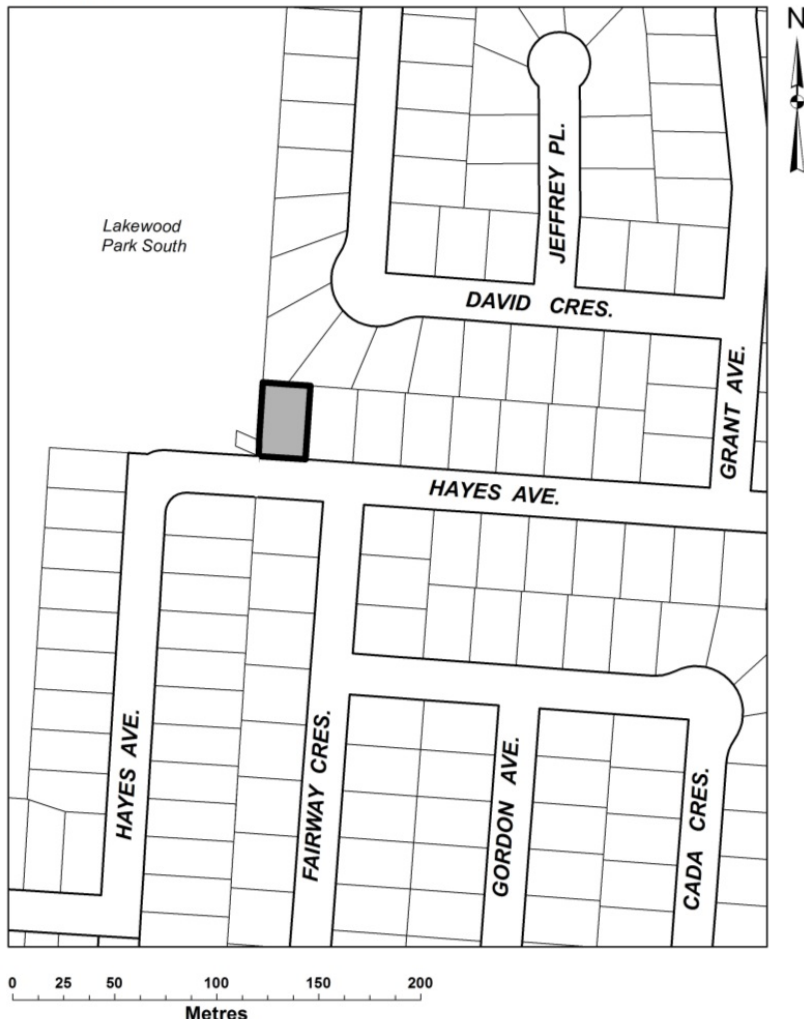 N
JEFFREY PL.
Lakewood
Park South
DAVID CRES.
GRANT AVE.
HAYES AVE.
HAYES AVE.
FAIRWAY CRES.
GORDON AVE.
CADA CRES.
0 25 50 100 150 200
Metres